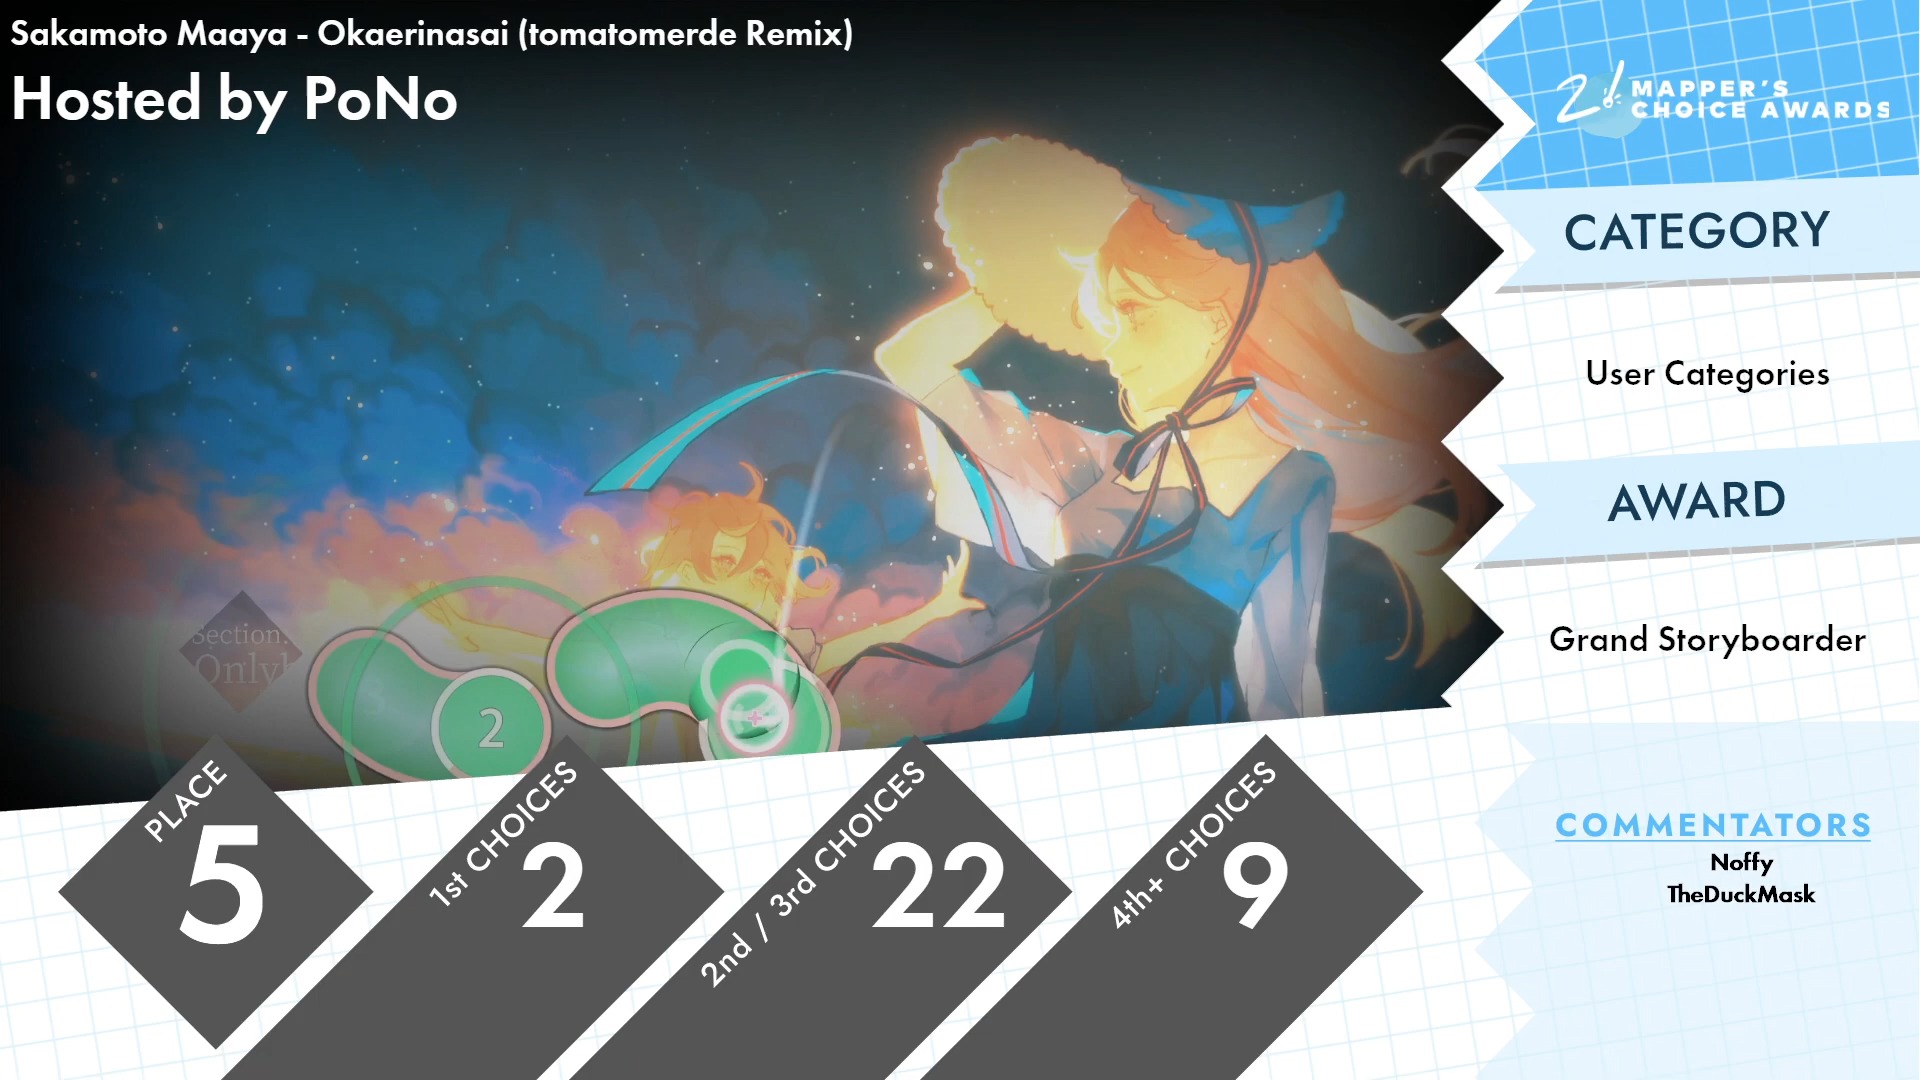 Sakamoto Maaya - Okaerinasai (tomatomerde Remix)
Hosted by PoNo
2! MAPPER'S
CHOICE AWARDS
CATEGORY
User Categories
AWARD
Grand Storyboarder
COMMENTATORS
Noffy
TheDuckMask
Section.
Only
2
PLACE
5
1st CHOICES
2
2nd / 3rd CHOICES
22
4th+ CHOICES
9